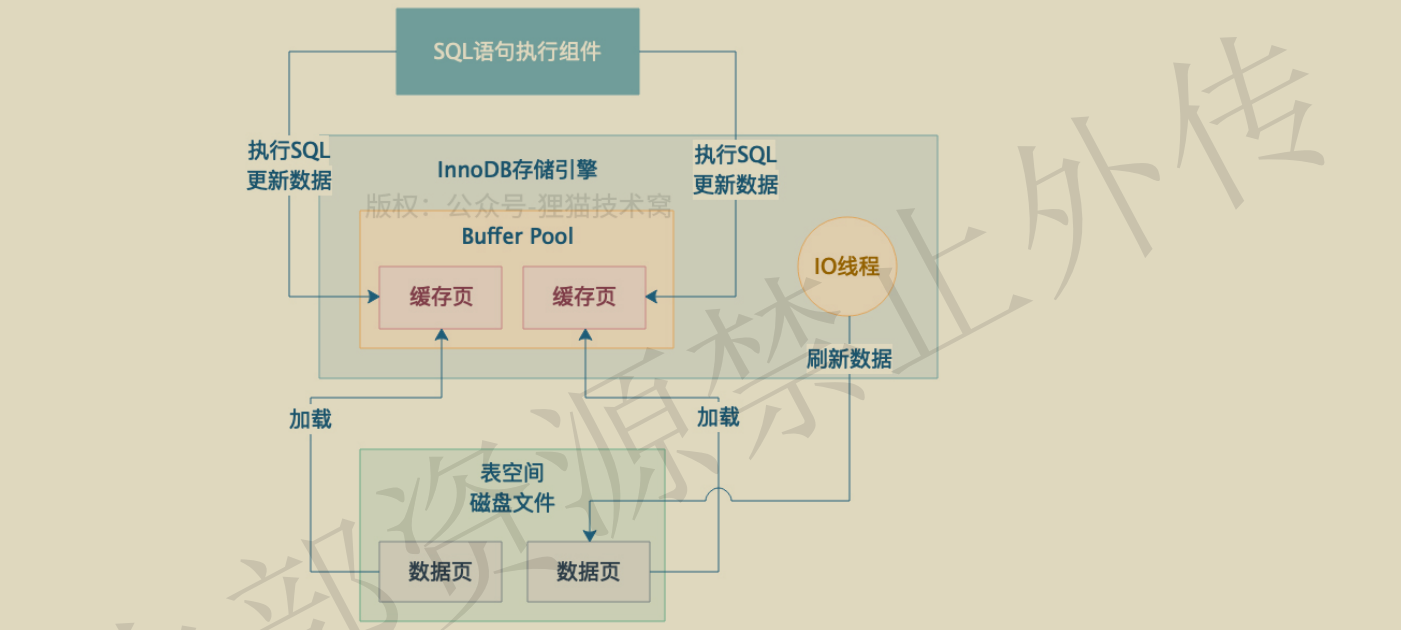 SQL语句执行组件
执行SQL
更新数据
InnoDB存储引擎
执行SQL
更新数据
版权：公众号-狸猫技术窝
Buffer Pool
缓存页
缓存页
IO线程
刷新数据
加载
加载
表空间
磁盘文件
数据页
数据页
部资源禁止外传